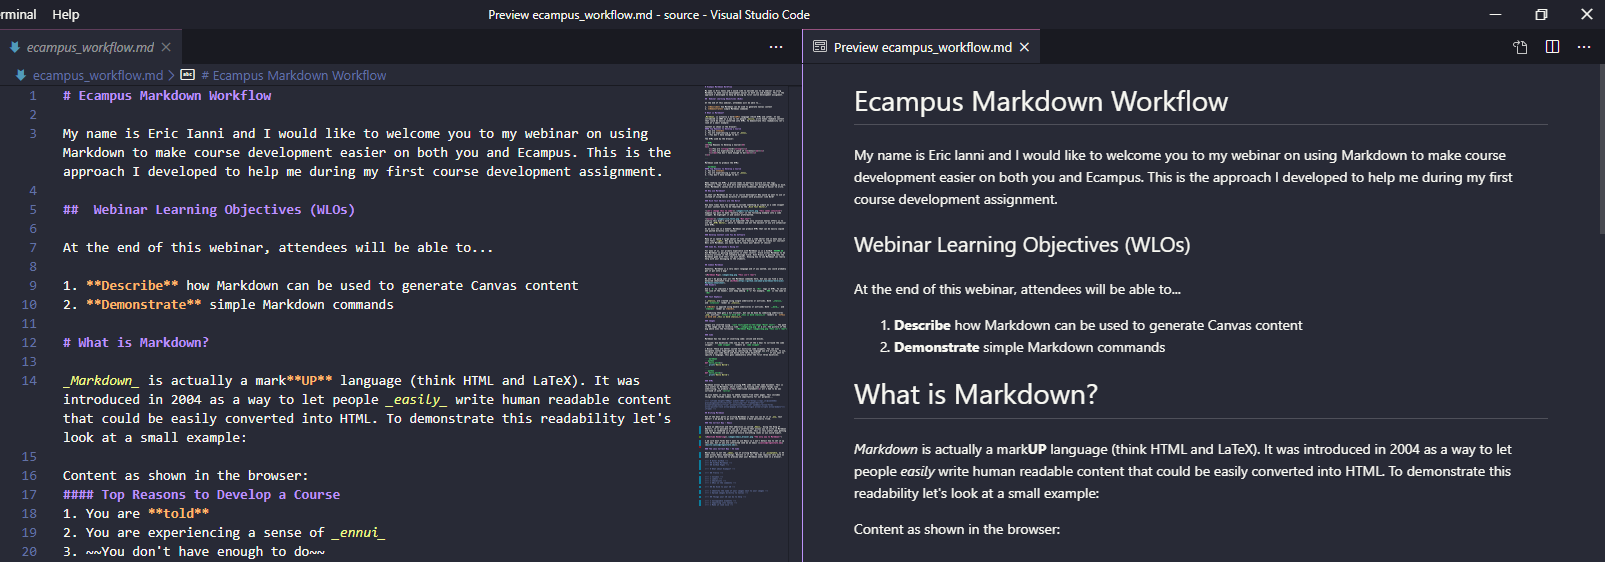 rminal Help
Preview ecampus_workflow.md - source - Visual Studio Code
ecampus_workflow.md
ecampus_workflow.md > abc # Ecampus Markdown Workflow
1 # Ecampus Markdown Workflow
2
3 My name is Eric Ianni and I would like to welcome you to my webinar on using
Markdown to make course development easier on both you and Ecampus. This is the
approach I developed to help me during my first course development assignment.
4
5 ##  Webinar Learning Objectives (WLOs)
6
7 At the end of this webinar, attendees will be able to...
8
9 1. **Describe** how Markdown can be used to generate Canvas content
10 2. **Demonstrate** simple Markdown commands
11
12 # What is Markdown?
13
14 _Markdown_ is actually a mark**UP** language (think HTML and LaTeX). It was
introduced in 2004 as a way to let people _easily_ write human readable content
that could be easily converted into HTML. To demonstrate this readability let's
look at a small example:
15
16 Content as shown in the browser:
17 #### Top Reasons to Develop a Course
18 1. You are **told**
19 2. You are experiencing a sense of _ennui_
20 3. ~~You don't have enough to do~~
Preview ecampus_workflow.md
Ecampus Markdown Workflow
My name is Eric Ianni and I would like to welcome you to my webinar on using Markdown to make course
development easier on both you and Ecampus. This is the approach I developed to help me during my first
course development assignment.
Webinar Learning Objectives (WLOs)
At the end of this webinar, attendees will be able to...
1. Describe how Markdown can be used to generate Canvas content
2. Demonstrate simple Markdown commands
What is Markdown?
Markdown is actually a markUP language (think HTML and LaTeX). It was introduced in 2004 as a way to let
people easily write human readable content that could be easily converted into HTML. To demonstrate this
readability let's look at a small example:
Content as shown in the browser: